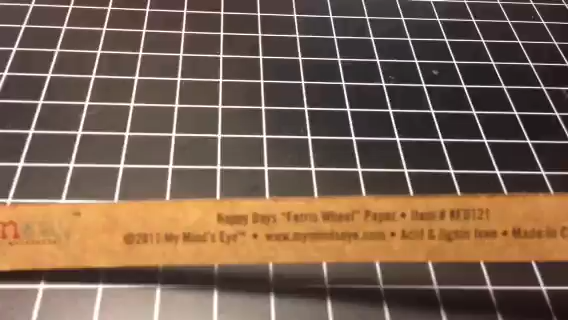 Happy Days "Ferris Wheel" Paper • Item#
©2011 My Mind's Eye™ • www.mymindseye.com • Acid & lignin free • Made in